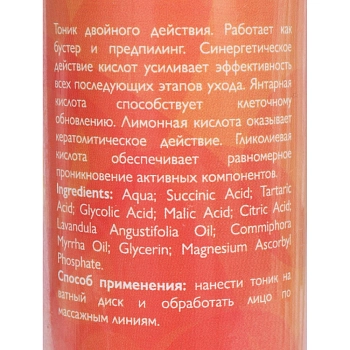 Тоник двойного действия. Работает как
бустер и предпилинг. Синергетическое
действие кислот усиливает эффективность
всех последующих этапов ухода. Янтарная
кислота способствует клеточному
обновлению. Лимонная кислота оказывает
кератолитическое действие. Гликолиевая
кислота обеспечивает равномерное
проникновение активных компонентов.
Ingredients: Aqua; Succinic Acid; Tartaric
Acid; Glycolic Acid; Malic Acid; Citric Acid;
Lavandula Angustifolia Oil; Commiphora
Myrrha Oil; Glycerin; Magnesium Ascorbyl
Phosphate.
Способ применения: нанести тоник на
ватный диск и обработать лицо по
массажным линиям.